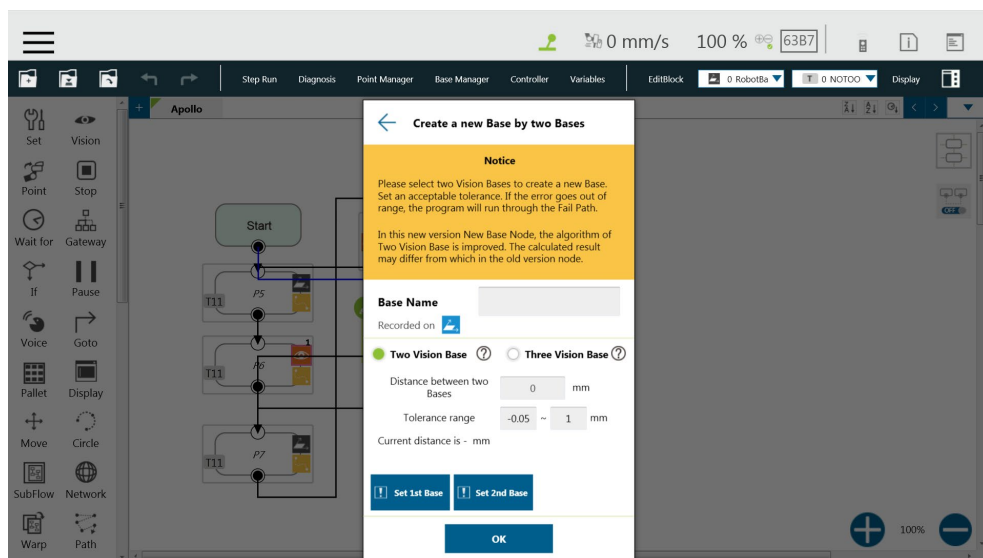 0 mm/s 100 % 63B7
Step Run Diagnosis Point Manager Base Manager Controller Variables EditBlock 0 RobotBa T 0 NOTOO Display
+ Apollo
Set Vision
Point Stop
Wait for Gateway
If Pause
Voice Goto
Pallet Display
Move Circle
SubFlow Network
Warp Path
Start
T11 P5
1
T11 P6
T11 P7
Create a new Base by two Bases
Notice
Please select two Vision Bases to create a new Base.
Set an acceptable tolerance. If the error goes out of
range, the program will run through the Fail Path.
In this new version New Base Node, the algorithm of
Two Vision Base is improved. The calculated result
may differ from which in the old version node.
Base Name
Recorded on
Two Vision Base ? Three Vision Base ?
Distance between two
Bases
0 mm
Tolerance range -0.05 ~ 1 mm
Current distance is - mm
Set 1st Base Set 2nd Base
OK
OFF
100%